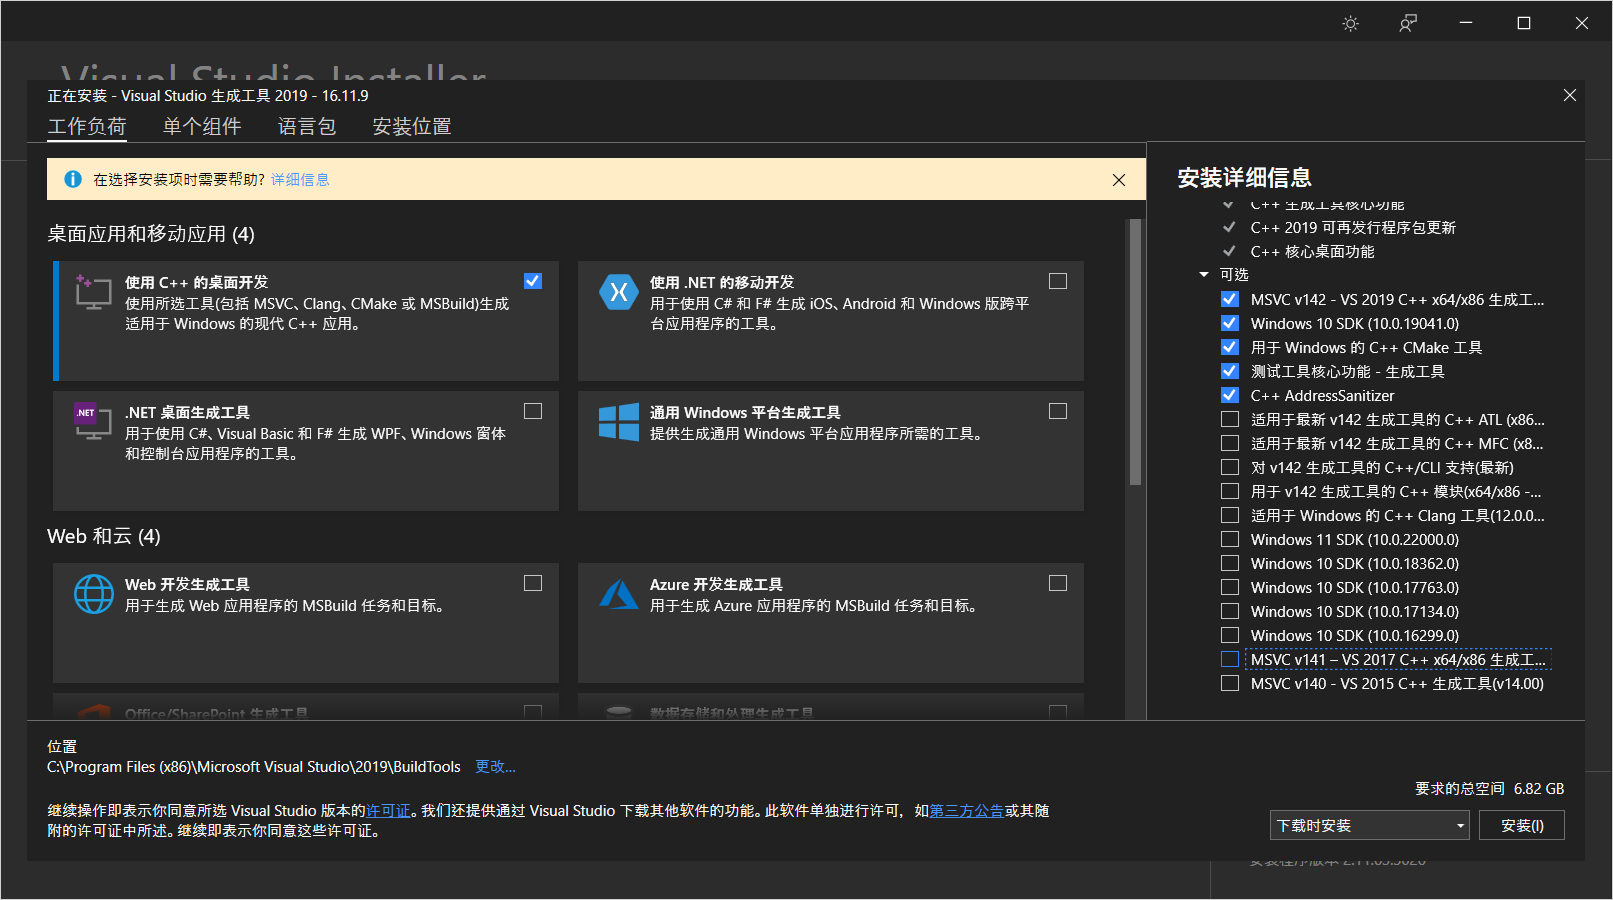 Visual Studio Installer
正在安装 - Visual Studio 生成工具 2019 - 16.11.9
工作负荷 单个组件 语言包 安装位置
在选择安装项时需要帮助? 详细信息
桌面应用和移动应用 (4)
使用 C++ 的桌面开发
使用所选工具(包括 MSVC、Clang、CMake 或 MSBuild)生成
适用于 Windows 的现代 C++ 应用。
使用 .NET 的移动开发
用于使用 C# 和 F# 生成 iOS、Android 和 Windows 版跨平
台应用程序的工具。
.NET
.NET 桌面生成工具
用于使用 C#、Visual Basic 和 F# 生成 WPF、Windows 窗体
和控制台应用程序的工具。
通用 Windows 平台生成工具
提供生成通用 Windows 平台应用程序所需的工具。
Web 和云 (4)
Web 开发生成工具
用于生成 Web 应用程序的 MSBuild 任务和目标。
Azure 开发生成工具
用于生成 Azure 应用程序的 MSBuild 任务和目标。
Office/SharePoint 生成工具
数据存储和处理生成工具
安装详细信息
C++ 生成工具核心功能
C++ 2019 可再发行程序包更新
C++ 核心桌面功能
可选
MSVC v142 - VS 2019 C++ x64/x86 生成工...
Windows 10 SDK (10.0.19041.0)
用于 Windows 的 C++ CMake 工具
测试工具核心功能 - 生成工具
C++ AddressSanitizer
适用于最新 v142 生成工具的 C++ ATL (x86...
适用于最新 v142 生成工具的 C++ MFC (x8...
对 v142 生成工具的 C++/CLI 支持(最新)
用于 v142 生成工具的 C++ 模块(x64/x86 -...
适用于 Windows 的 C++ Clang 工具(12.0.0...
Windows 11 SDK (10.0.22000.0)
Windows 10 SDK (10.0.18362.0)
Windows 10 SDK (10.0.17763.0)
Windows 10 SDK (10.0.17134.0)
Windows 10 SDK (10.0.16299.0)
MSVC v141 – VS 2017 C++ x64/x86 生成工...
MSVC v140 - VS 2015 C++ 生成工具(v14.00)
位置
C:\Program Files (x86)\Microsoft Visual Studio\2019\BuildTools 更改...
继续操作即表示你同意所选 Visual Studio 版本的许可证。我们还提供通过 Visual Studio 下载其他软件的功能。此软件单独进行许可，如第三方公告或其随
附的许可证中所述。继续即表示你同意这些许可证。
要求的总空间 6.82 GB
下载时安装 安装(I)
安装程序版本